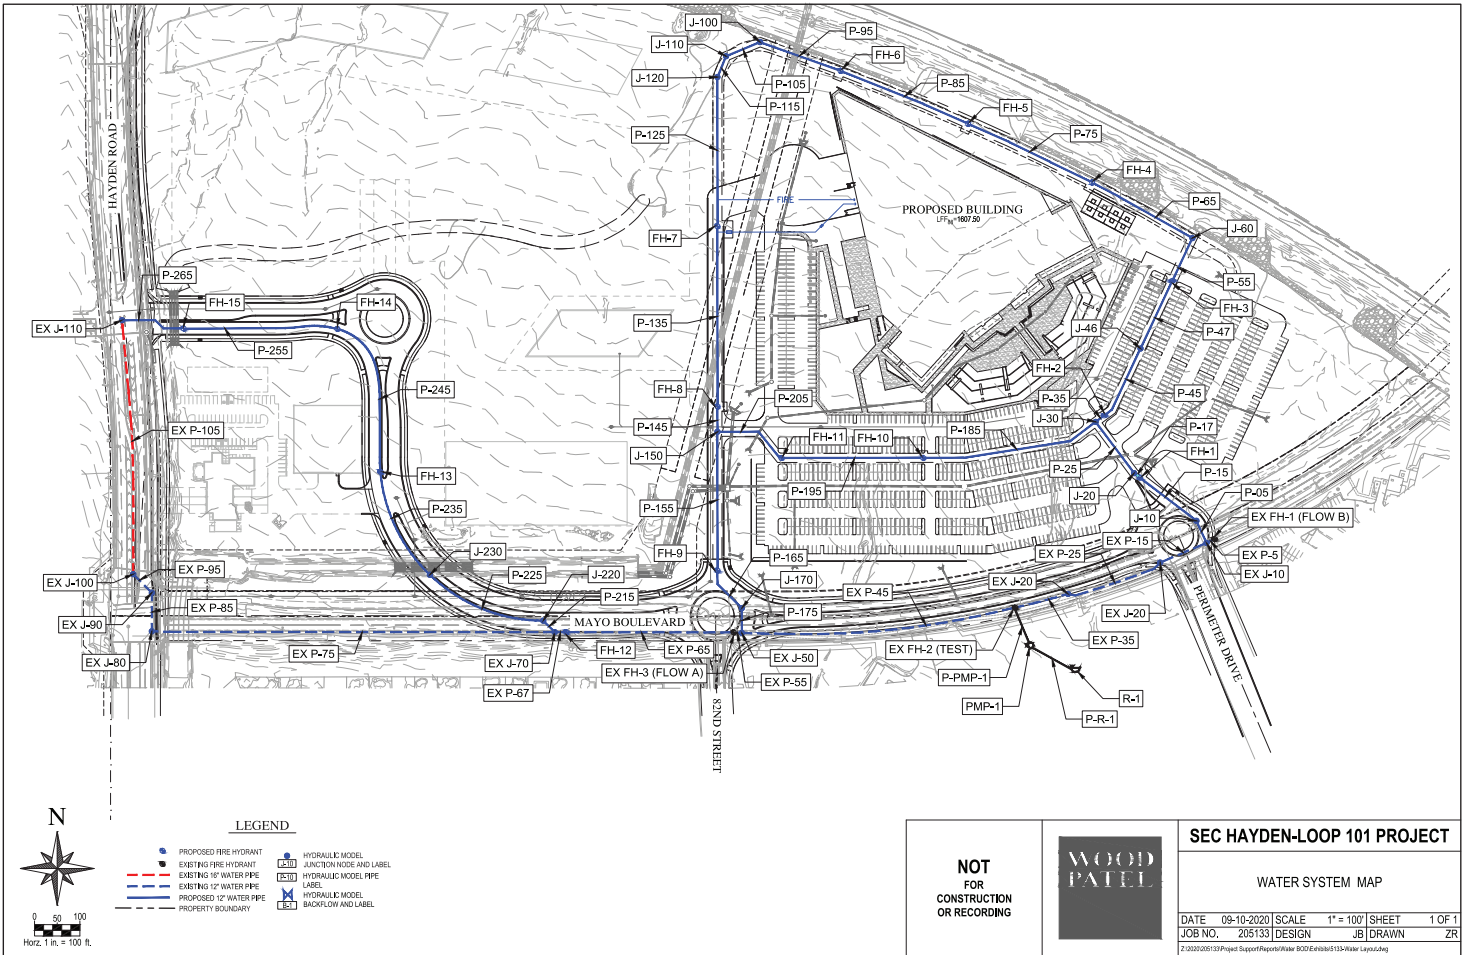 J-100
P-95
J-110
FH-6
J-120
P-105
P-85
P-115
FH-5
P-125
P-75
HAYDEN ROAD
FH-4
P-65
FIRE
PROPOSED BUILDING
J-60
FH-7
P-265
P-55
FH-15
FH-14
FH-3
EX J-110
P-135
J-46
P-47
P-255
FH-2
P-245
FH-8
P-205
P-35
P-45
J-30
P-145
P-17
EX P-105
P-185
FH-11
FH-10
J-150
FH-1
P-25
P-15
FH-13
P-195
J-20
P-05
P-155
P-235
J-10
EX FH-1 (FLOW B)
EX P-15
J-230
FH-9
P-165
EX P-25
EX P-5
EX P-95
EX J-100
P-225
J-220
J-170
EX J-20
EX J-10
EX P-45
P-215
EX P-85
P-175
EX J-20
EX J-90
MAYO BOULEVARD
PERIMETER DRIVE
EX P-75
EX P-65
EX FH-2 (TEST)
EX P-35
EX J-80
EX J-70
FH-12
EX J-50
EX FH-3 (FLOW A)
P-PMP-1
EX P-55
EX P-67
R-1
PMP-1
P-R-1
82ND STREET
N
0 50 100
Horz. 1 in. = 100 ft.
LEGEND
PROPOSED FIRE HYDRANT
EXISTING FIRE HYDRANT
EXISTING 16" WATER PIPE
EXISTING 12" WATER PIPE
PROPOSED 12" WATER PIPE
PROPERTY BOUNDARY
HYDRAULIC MODEL
J-10 JUNCTION NODE AND LABEL
P-10 HYDRAULIC MODEL PIPE
LABEL
HYDRAULIC MODEL
B-1 BACKFLOW AND LABEL
NOT
FOR
CONSTRUCTION
OR RECORDING
WOOD
PATEL
SEC HAYDEN-LOOP 101 PROJECT
WATER SYSTEM MAP
DATE 09-10-2020 SCALE 1" = 100' SHEET 1 OF 1
JOB NO. 205133 DESIGN JB DRAWN ZR